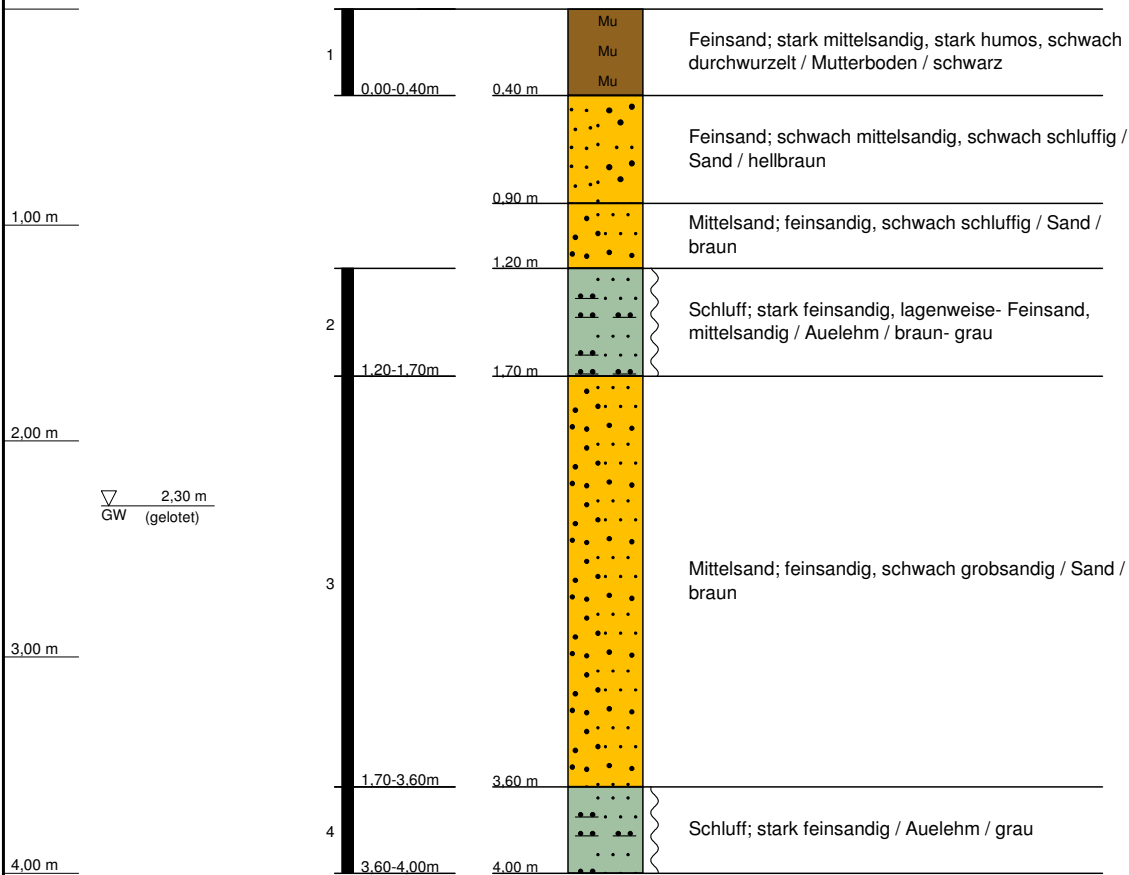 Mu
1
Mu
Mu
0,00-0,40m
0,40 m
Feinsand; stark mittelsandig, stark humos, schwach
durchwurzelt / Mutterboden / schwarz
Feinsand; schwach mittelsandig, schwach schluffig /
Sand / hellbraun
0,90 m
1,00 m
Mittelsand; feinsandig, schwach schluffig / Sand /
braun
1,20 m
2
1,20-1,70m
1,70 m
Schluff; stark feinsandig, lagenweise- Feinsand,
mittelsandig / Auelehm / braun- grau
2,00 m
2,30 m
GW (gelotet)
3
Mittelsand; feinsandig, schwach grobsandig / Sand /
braun
3,00 m
1,70-3,60m
3,60 m
4
Schluff; stark feinsandig / Auelehm / grau
4,00 m
3,60-4,00m
4,00 m